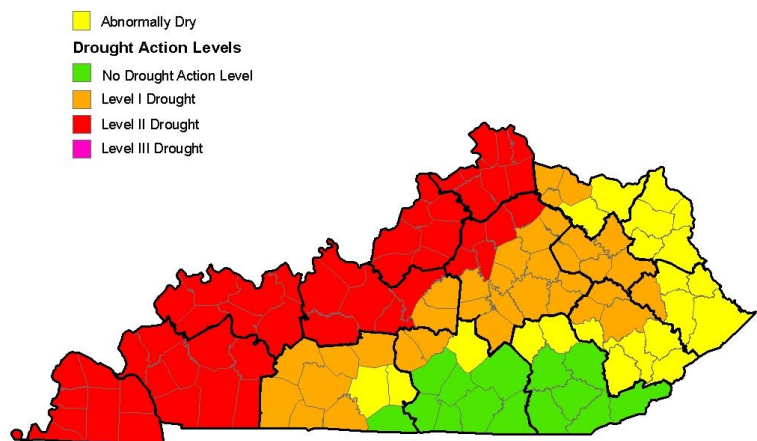 Abnormally Dry
Drought Action Levels
No Drought Action Level
Level I Drought
Level II Drought
Level III Drought